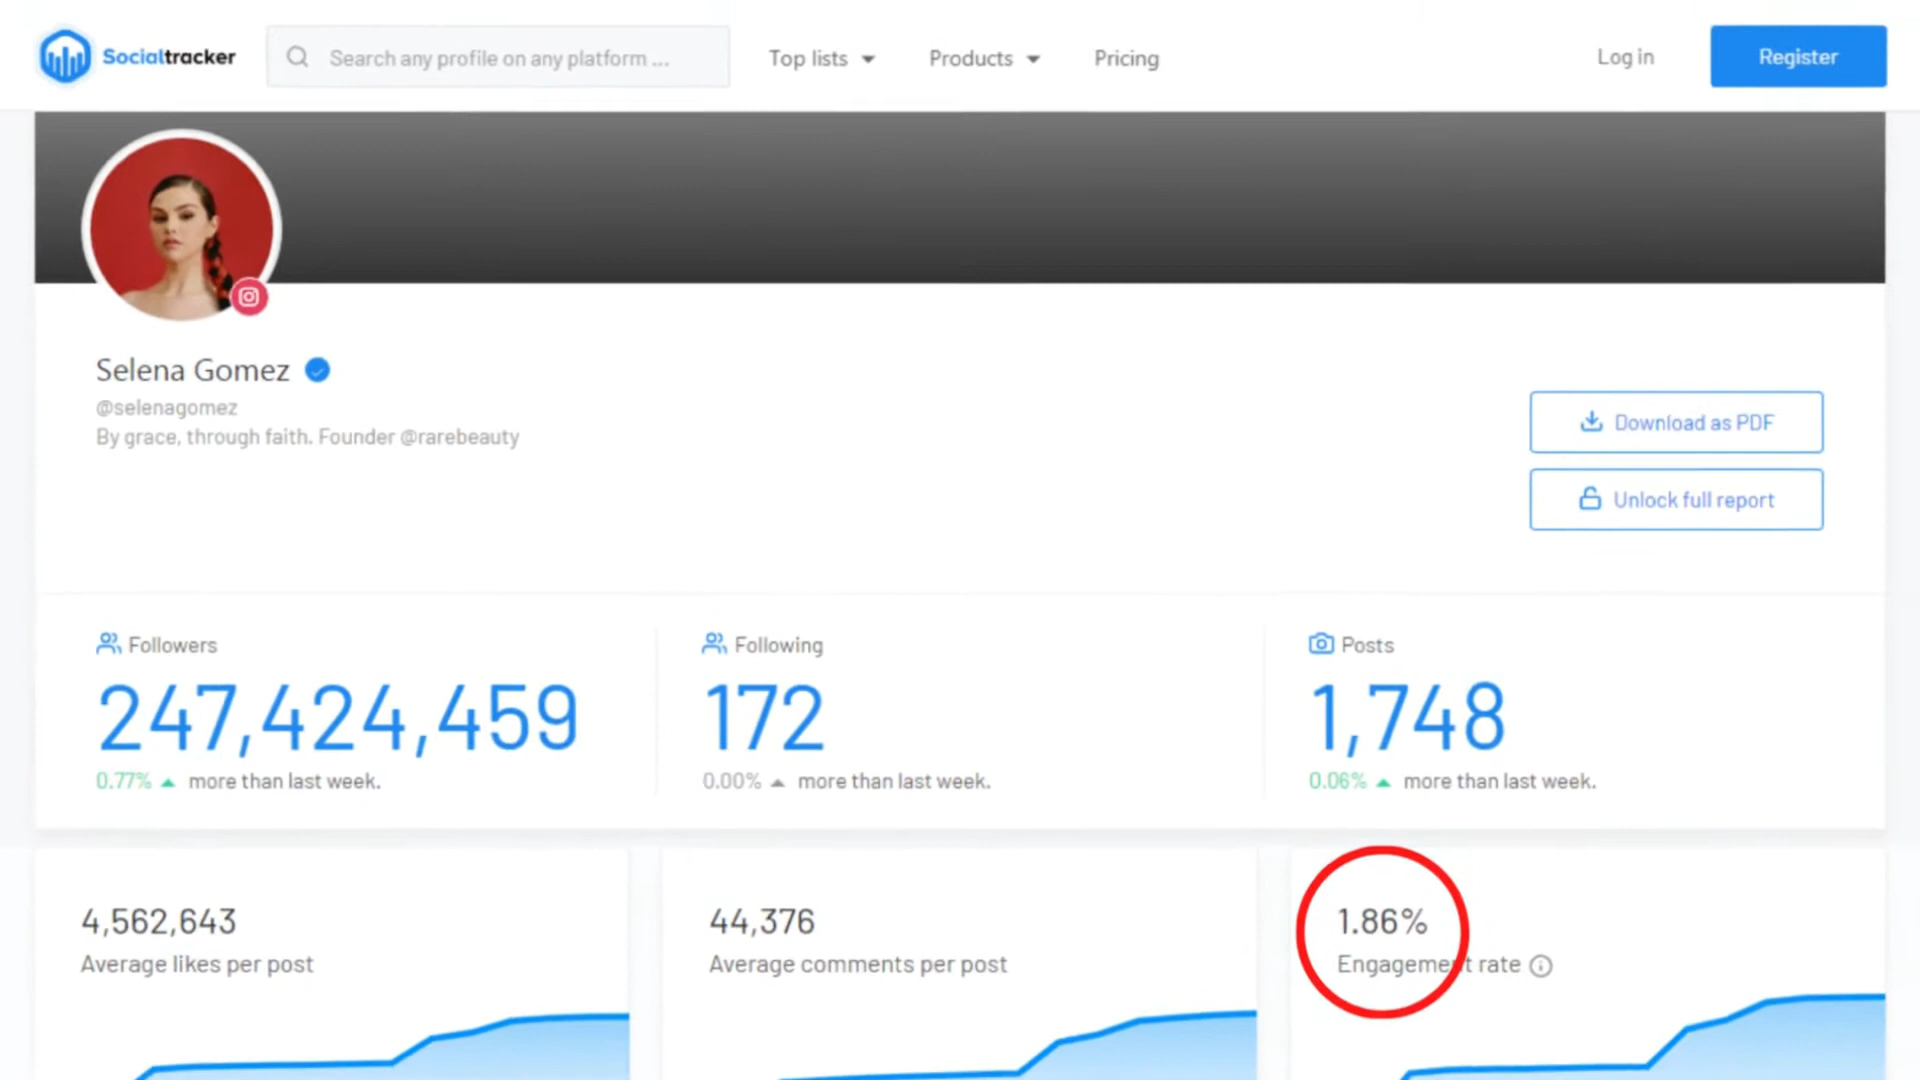 Socialtracker
Search any profile on any platform ...
Top lists
Products
Pricing
Log in
Register
Selena Gomez
@selenagomez
By grace, through faith. Founder @rarebeauty
Download as PDF
Unlock full report
Followers
247,424,459
0.77% more than last week.
Following
172
0.00% more than last week.
Posts
1,748
0.06% more than last week.
4,562,643
Average likes per post
44,376
Average comments per post
1.86%
Engagement rate